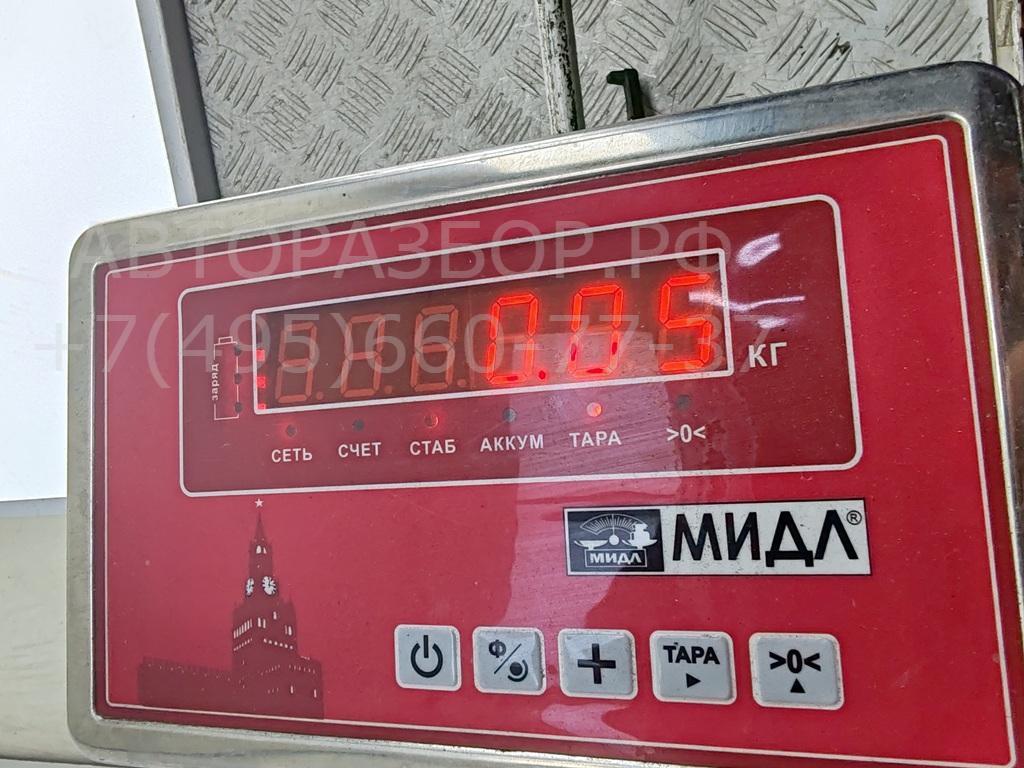 АВТОРАЗБОР.РФ
+7(495)660-77-37
заряд
0.05
КГ
СЕТЬ СЧЕТ СТАБ АККУМ ТАРА >0<
МИДЛ МИДЛ®
Ф ТАРА >0<